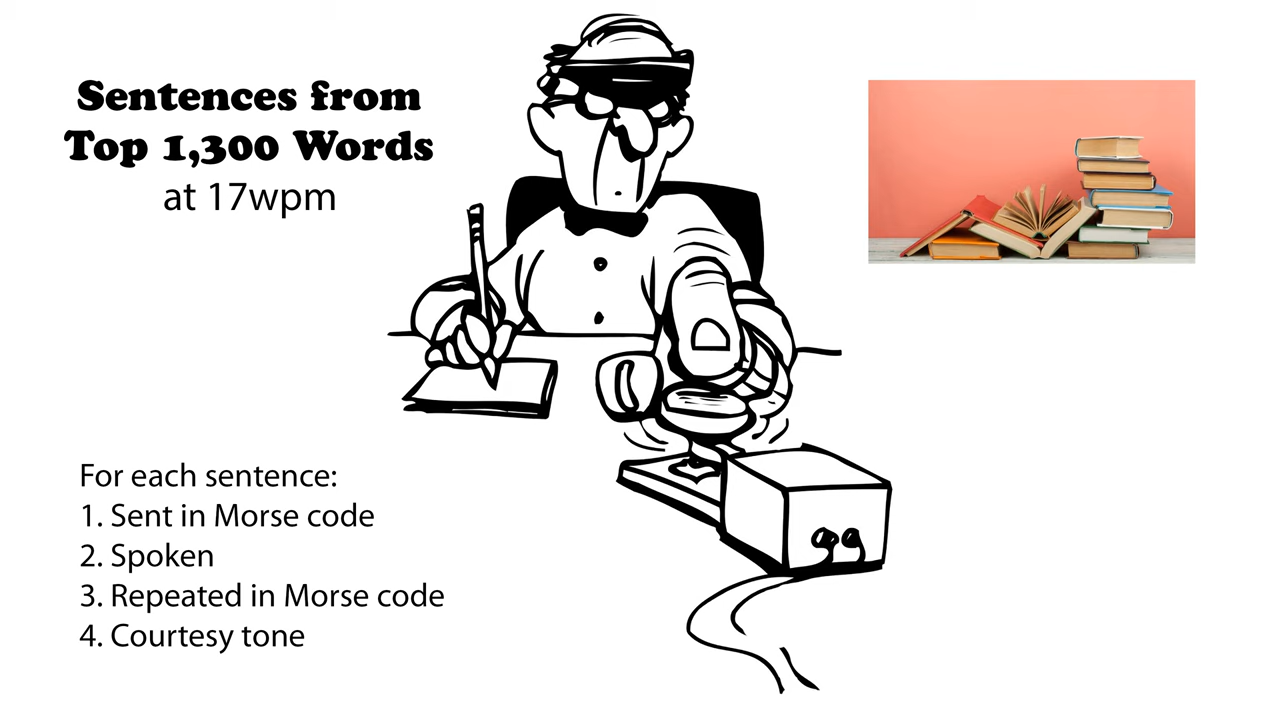 Sentences from
Top 1,300 Words
at 17wpm
For each sentence:
1. Sent in Morse code
2. Spoken
3. Repeated in Morse code
4. Courtesy tone